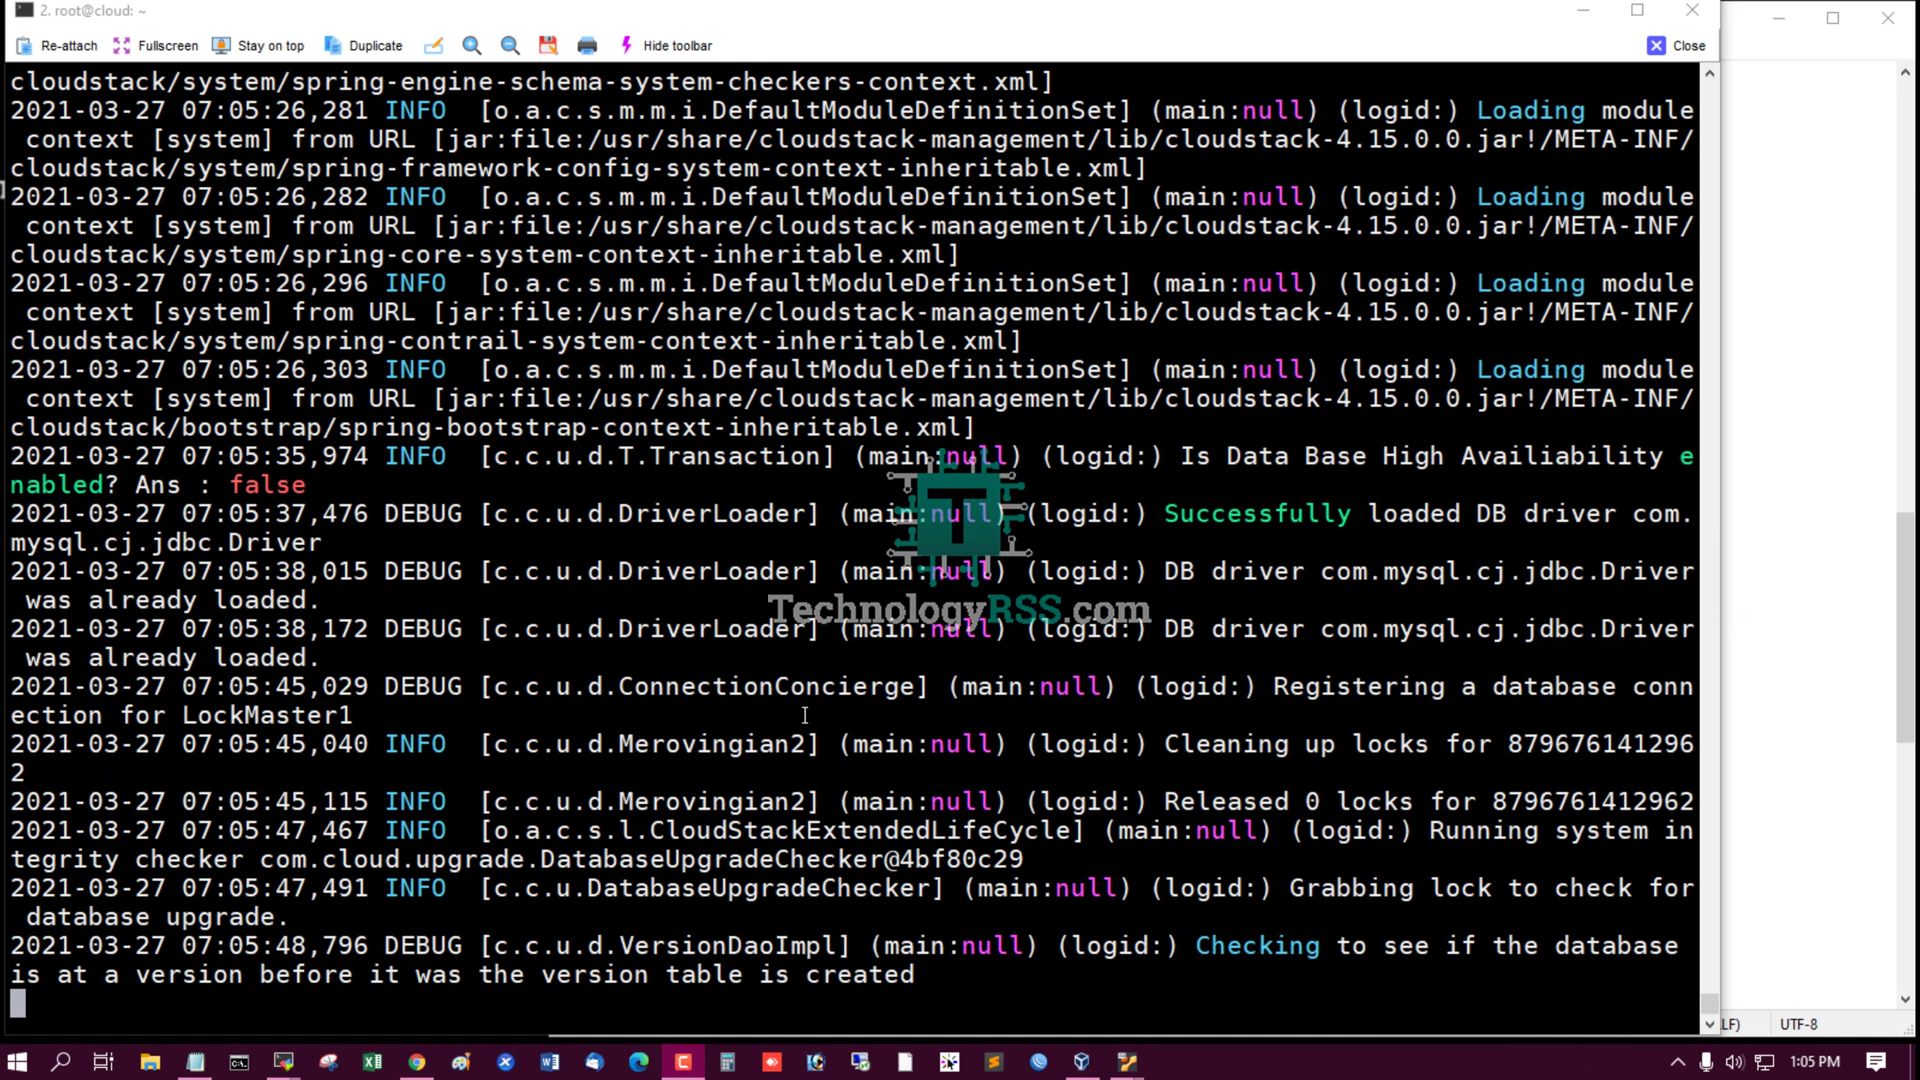 2. root@cloud: ~
Re-attach Fullscreen Stay on top Duplicate Hide toolbar Close
cloudstack/system/spring-engine-schema-system-checkers-context.xml]
2021-03-27 07:05:26,281 INFO [o.a.c.s.m.m.i.DefaultModuleDefinitionSet] (main:null) (logid:) Loading module
context [system] from URL [jar:file:/usr/share/cloudstack-management/lib/cloudstack-4.15.0.0.jar!/META-INF/
cloudstack/system/spring-framework-config-system-context-inheritable.xml]
2021-03-27 07:05:26,282 INFO [o.a.c.s.m.m.i.DefaultModuleDefinitionSet] (main:null) (logid:) Loading module
context [system] from URL [jar:file:/usr/share/cloudstack-management/lib/cloudstack-4.15.0.0.jar!/META-INF/
cloudstack/system/spring-core-system-context-inheritable.xml]
2021-03-27 07:05:26,296 INFO [o.a.c.s.m.m.i.DefaultModuleDefinitionSet] (main:null) (logid:) Loading module
context [system] from URL [jar:file:/usr/share/cloudstack-management/lib/cloudstack-4.15.0.0.jar!/META-INF/
cloudstack/system/spring-contrail-system-context-inheritable.xml]
2021-03-27 07:05:26,303 INFO [o.a.c.s.m.m.i.DefaultModuleDefinitionSet] (main:null) (logid:) Loading module
context [system] from URL [jar:file:/usr/share/cloudstack-management/lib/cloudstack-4.15.0.0.jar!/META-INF/
cloudstack/bootstrap/spring-bootstrap-context-inheritable.xml]
2021-03-27 07:05:35,974 INFO [c.c.u.d.T.Transaction] (main:null) (logid:) Is Data Base High Availiability e
nabled? Ans : false
2021-03-27 07:05:37,476 DEBUG [c.c.u.d.DriverLoader] (main:null) (logid:) Successfully loaded DB driver com.
mysql.cj.jdbc.Driver
2021-03-27 07:05:38,015 DEBUG [c.c.u.d.DriverLoader] (main:null) (logid:) DB driver com.mysql.cj.jdbc.Driver
was already loaded.
TechnologyRSS.com
2021-03-27 07:05:38,172 DEBUG [c.c.u.d.DriverLoader] (main:null) (logid:) DB driver com.mysql.cj.jdbc.Driver
was already loaded.
2021-03-27 07:05:45,029 DEBUG [c.c.u.d.ConnectionConcierge] (main:null) (logid:) Registering a database conn
ection for LockMaster1
2021-03-27 07:05:45,040 INFO [c.c.u.d.Merovingian2] (main:null) (logid:) Cleaning up locks for 879676141296
2
2021-03-27 07:05:45,115 INFO [c.c.u.d.Merovingian2] (main:null) (logid:) Released 0 locks for 8796761412962
2021-03-27 07:05:47,467 INFO [o.a.c.s.l.CloudStackExtendedLifeCycle] (main:null) (logid:) Running system in
tegrity checker com.cloud.upgrade.DatabaseUpgradeChecker@4bf80c29
2021-03-27 07:05:47,491 INFO [c.c.u.DatabaseUpgradeChecker] (main:null) (logid:) Grabbing lock to check for
database upgrade.
2021-03-27 07:05:48,796 DEBUG [c.c.u.d.VersionDaoImpl] (main:null) (logid:) Checking to see if the database
is at a version before it was the version table is created
LF) UTF-8
1:05 PM